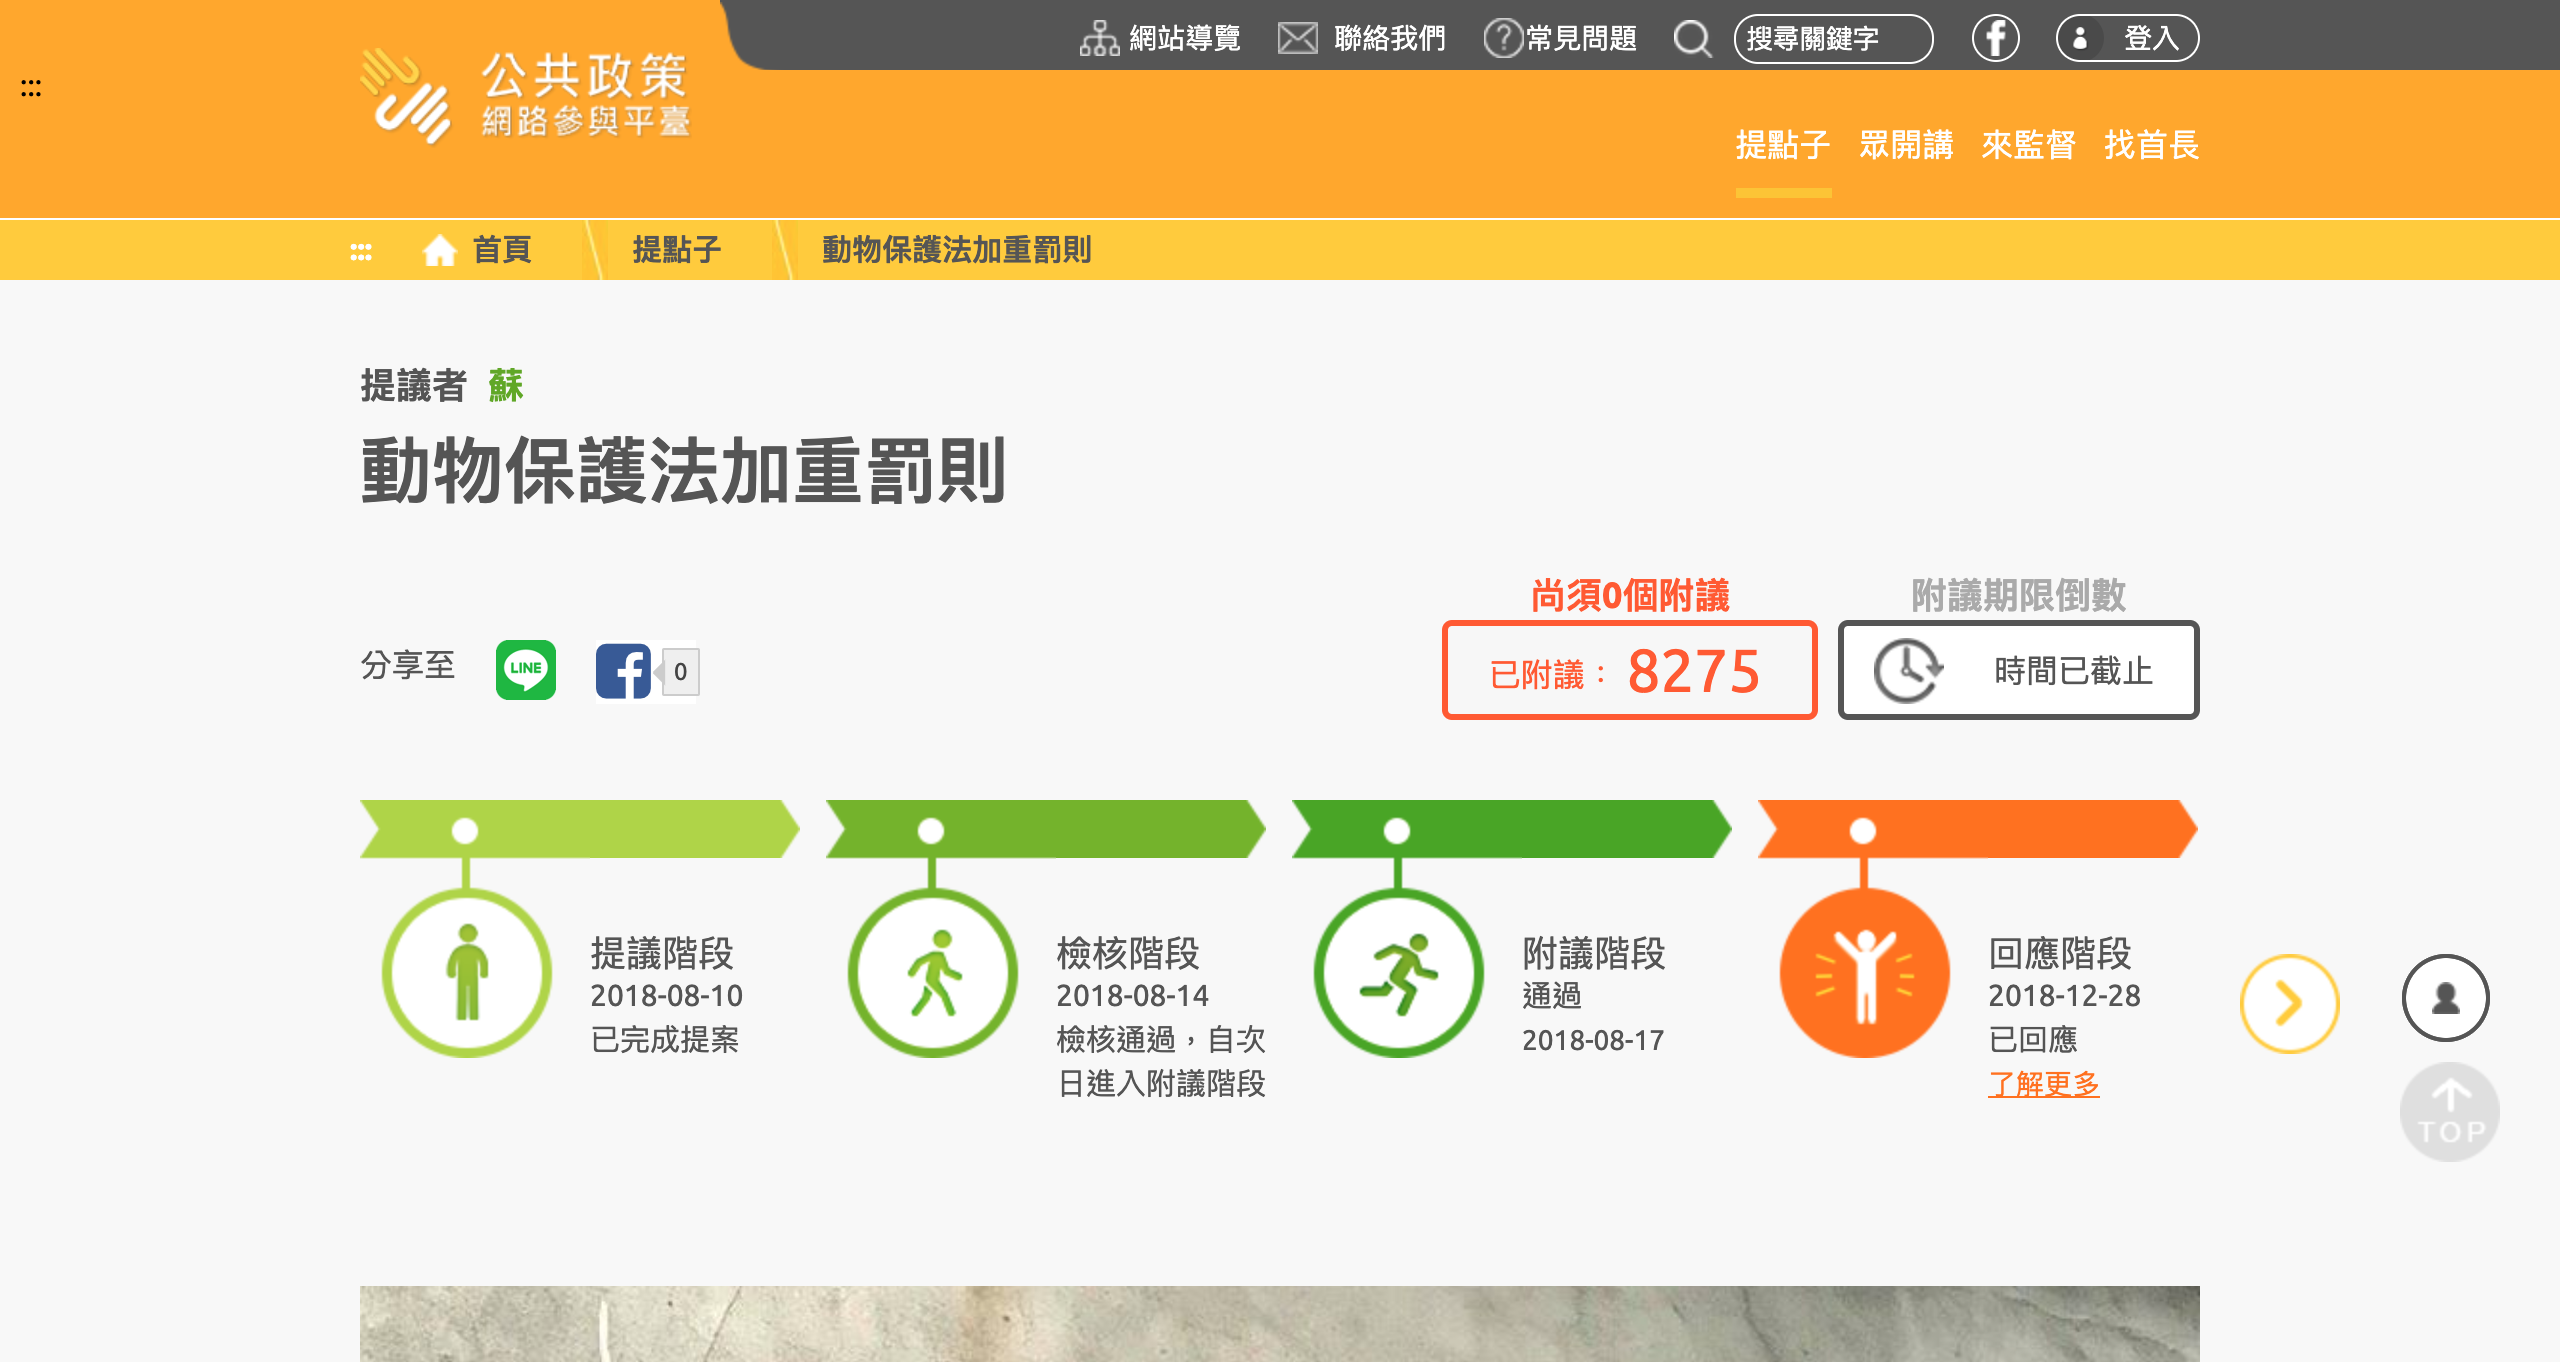 網站導覽
聯絡我們
常見問題
搜尋關鍵字
登入
:::
公共政策
網路參與平臺
提點子 眾開講 來監督 找首長
:::
首頁
提點子
動物保護法加重罰則
提議者 蘇
動物保護法加重罰則
尚須0個附議
附議期限倒數
分享至
LINE
0
已附議： 8275
時間已截止
提議階段
2018-08-10
已完成提案
檢核階段
2018-08-14
檢核通過，自次
日進入附議階段
附議階段
通過
2018-08-17
回應階段
2018-12-28
已回應
了解更多
TOP